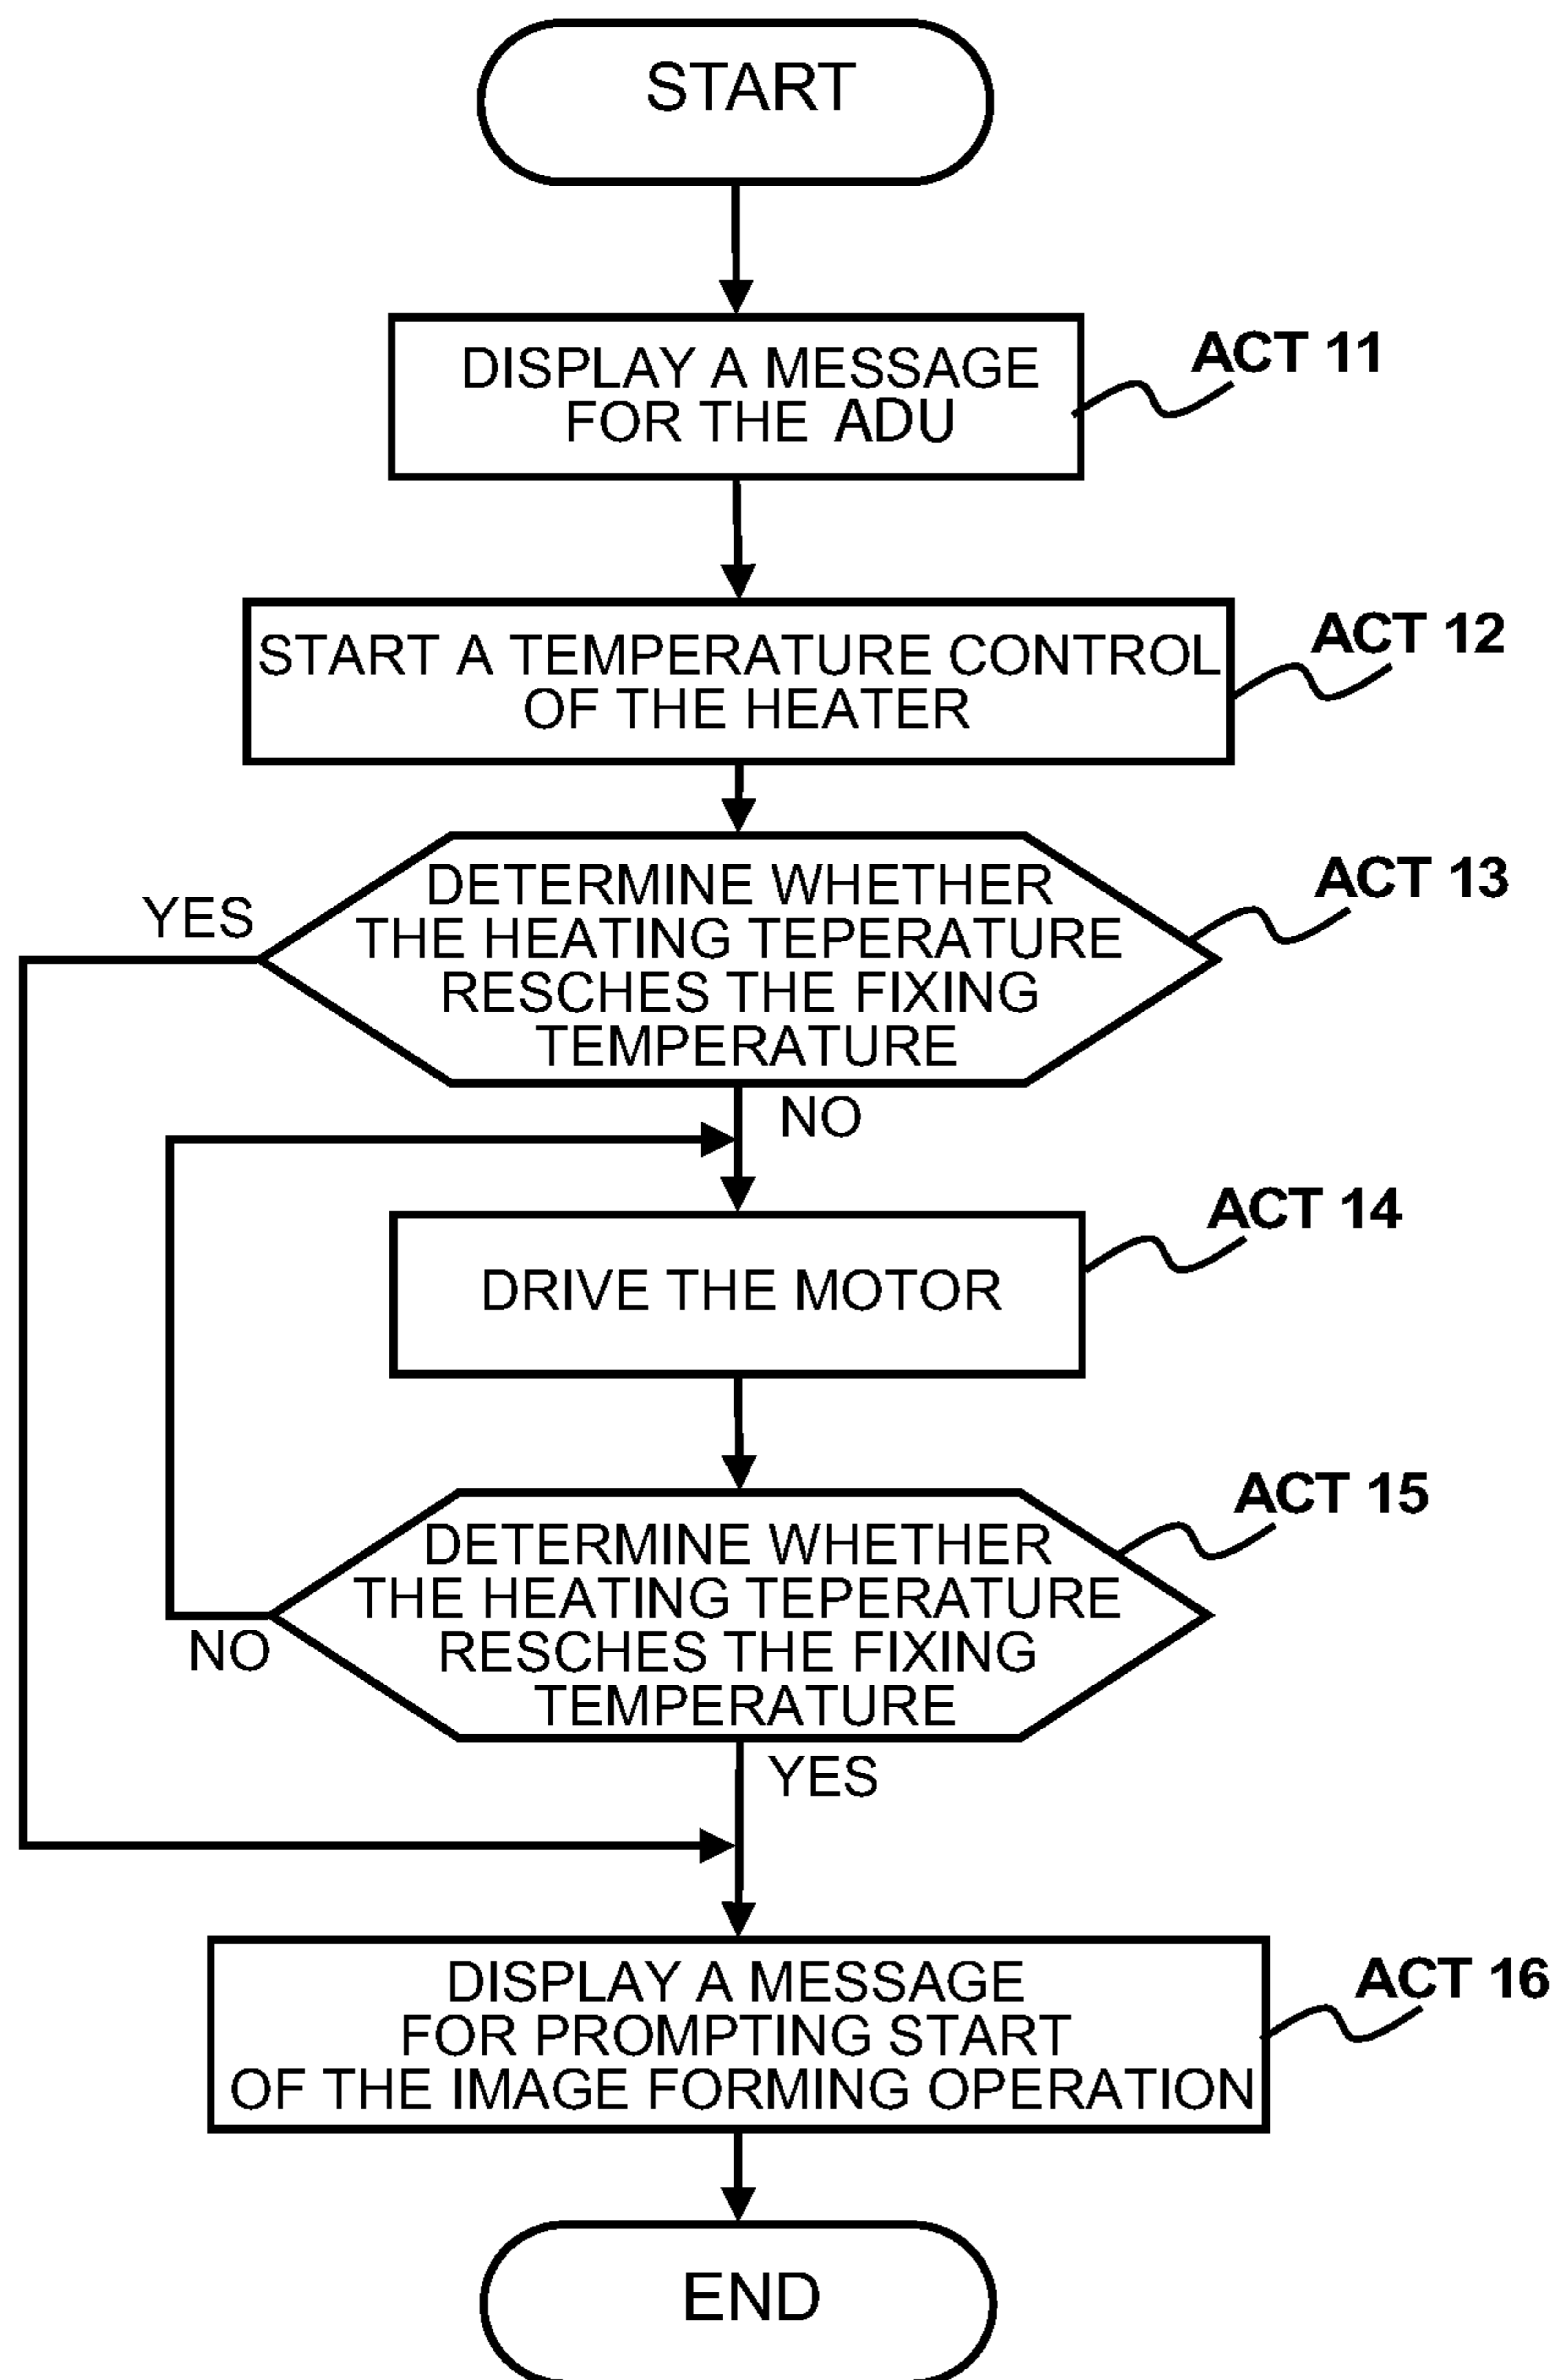 START
DISPLAY A MESSAGE
FOR THE ADU
ACT 11
START A TEMPERATURE CONTROL
OF THE HEATER
ACT 12
DETERMINE WHETHER
THE HEATING TEPERATURE
RESCHES THE FIXING
TEMPERATURE
ACT 13
YES
NO
DRIVE THE MOTOR
ACT 14
DETERMINE WHETHER
THE HEATING TEPERATURE
RESCHES THE FIXING
TEMPERATURE
ACT 15
NO
YES
DISPLAY A MESSAGE
FOR PROMPTING START
OF THE IMAGE FORMING OPERATION
ACT 16
END